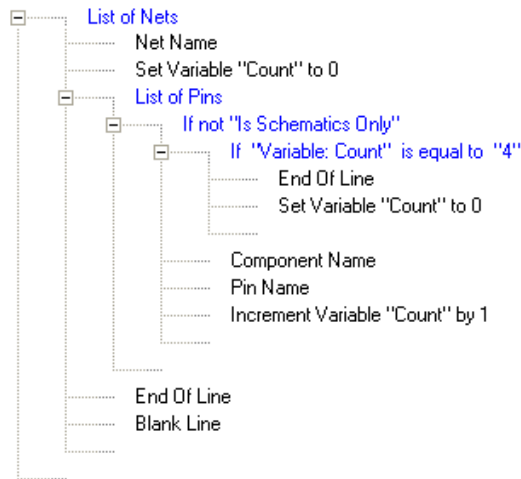 List of Nets
Net Name
Set Variable "Count" to 0
List of Pins
If not "Is Schematics Only"
If "Variable: Count" is equal to "4"
End Of Line
Set Variable "Count" to 0
Component Name
Pin Name
Increment Variable "Count" by 1
End Of Line
Blank Line